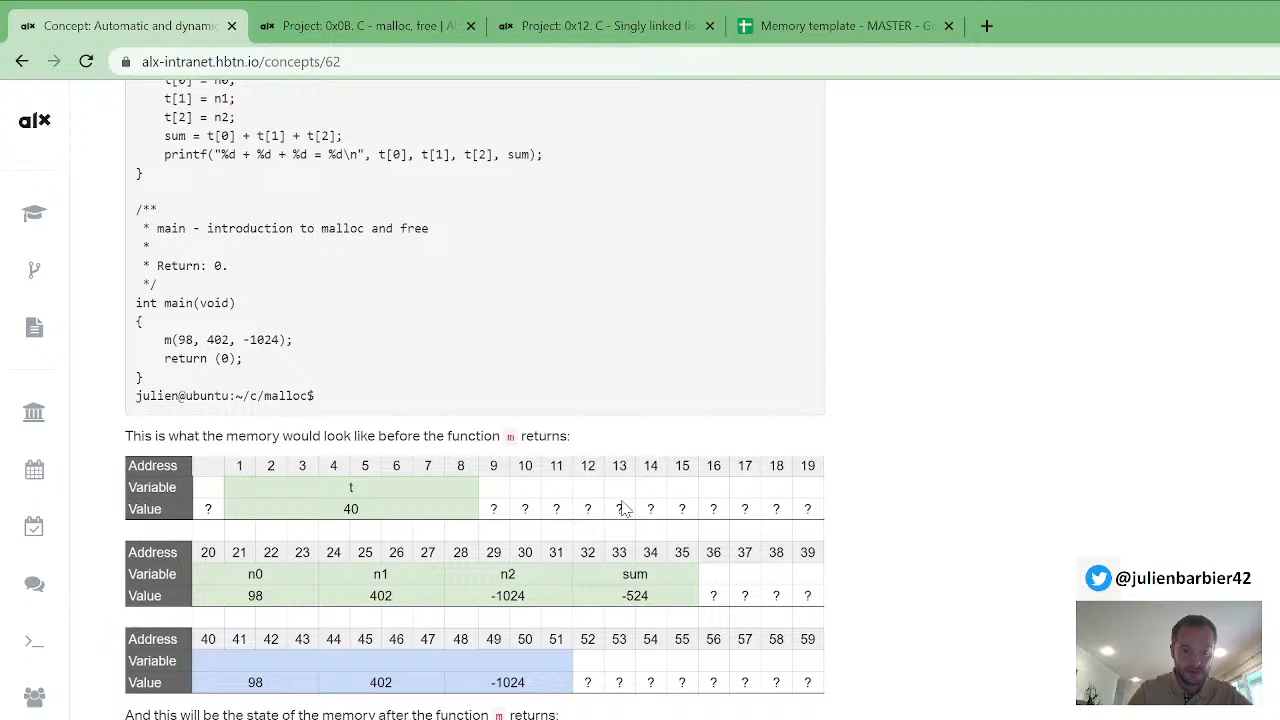 Concept: Automatic and dynamic
Project: 0x0B. C - malloc, free | Al
Project: 0x12. C - Singly linked lis
Memory template - MASTER - Go
alx-intranet.hbtn.io/concepts/62
alx
t[0] = n0;
t[1] = n1;
t[2] = n2;
sum = t[0] + t[1] + t[2];
printf("%d + %d + %d = %d\n", t[0], t[1], t[2], sum);
}
/**
* main - introduction to malloc and free
*
* Return: 0.
*/
int main(void)
{
m(98, 402, -1024);
return (0);
}
julien@ubuntu:~/c/malloc$
This is what the memory would look like before the function m returns:
Address 1 2 3 4 5 6 7 8 9 10 11 12 13 14 15 16 17 18 19
Variable t
Value ? 40 ? ? ? ? ? ? ? ? ? ? ?
Address 20 21 22 23 24 25 26 27 28 29 30 31 32 33 34 35 36 37 38 39
Variable n0 n1 n2 sum
Value 98 402 -1024 -524 ? ? ? ?
Address 40 41 42 43 44 45 46 47 48 49 50 51 52 53 54 55 56 57 58 59
Variable
Value 98 402 -1024 ? ? ? ? ? ? ? ?
And this will be the state of the memory after the function m returns:
@julienbarbier42